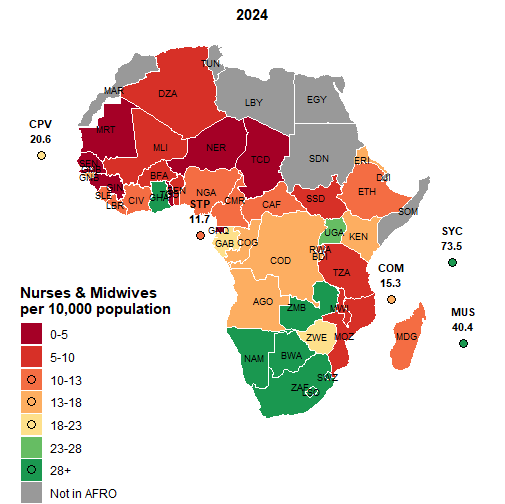 2024
TUN
MAR
DZA
LBY
EGY
CPV
20.6
MRT
MLI
NER
TCD
SDN
ERI
SEN
BFA
DJI
GIN
BEN
NGA
SLE
CIV
GHA
LBR
STP
11.7
CMR
CAF
SSD
ETH
SOM
GNQ
GAB
COG
UGA
KEN
RWA
BDI
COD
TZA
SYC
73.5
COM
15.3
AGO
ZMB
MWI
MUS
40.4
ZWE
MOZ
MDG
NAM
BWA
SWZ
ZAF
LSO
Nurses & Midwives
per 10,000 population
0-5
5-10
10-13
13-18
18-23
23-28
28+
Not in AFRO